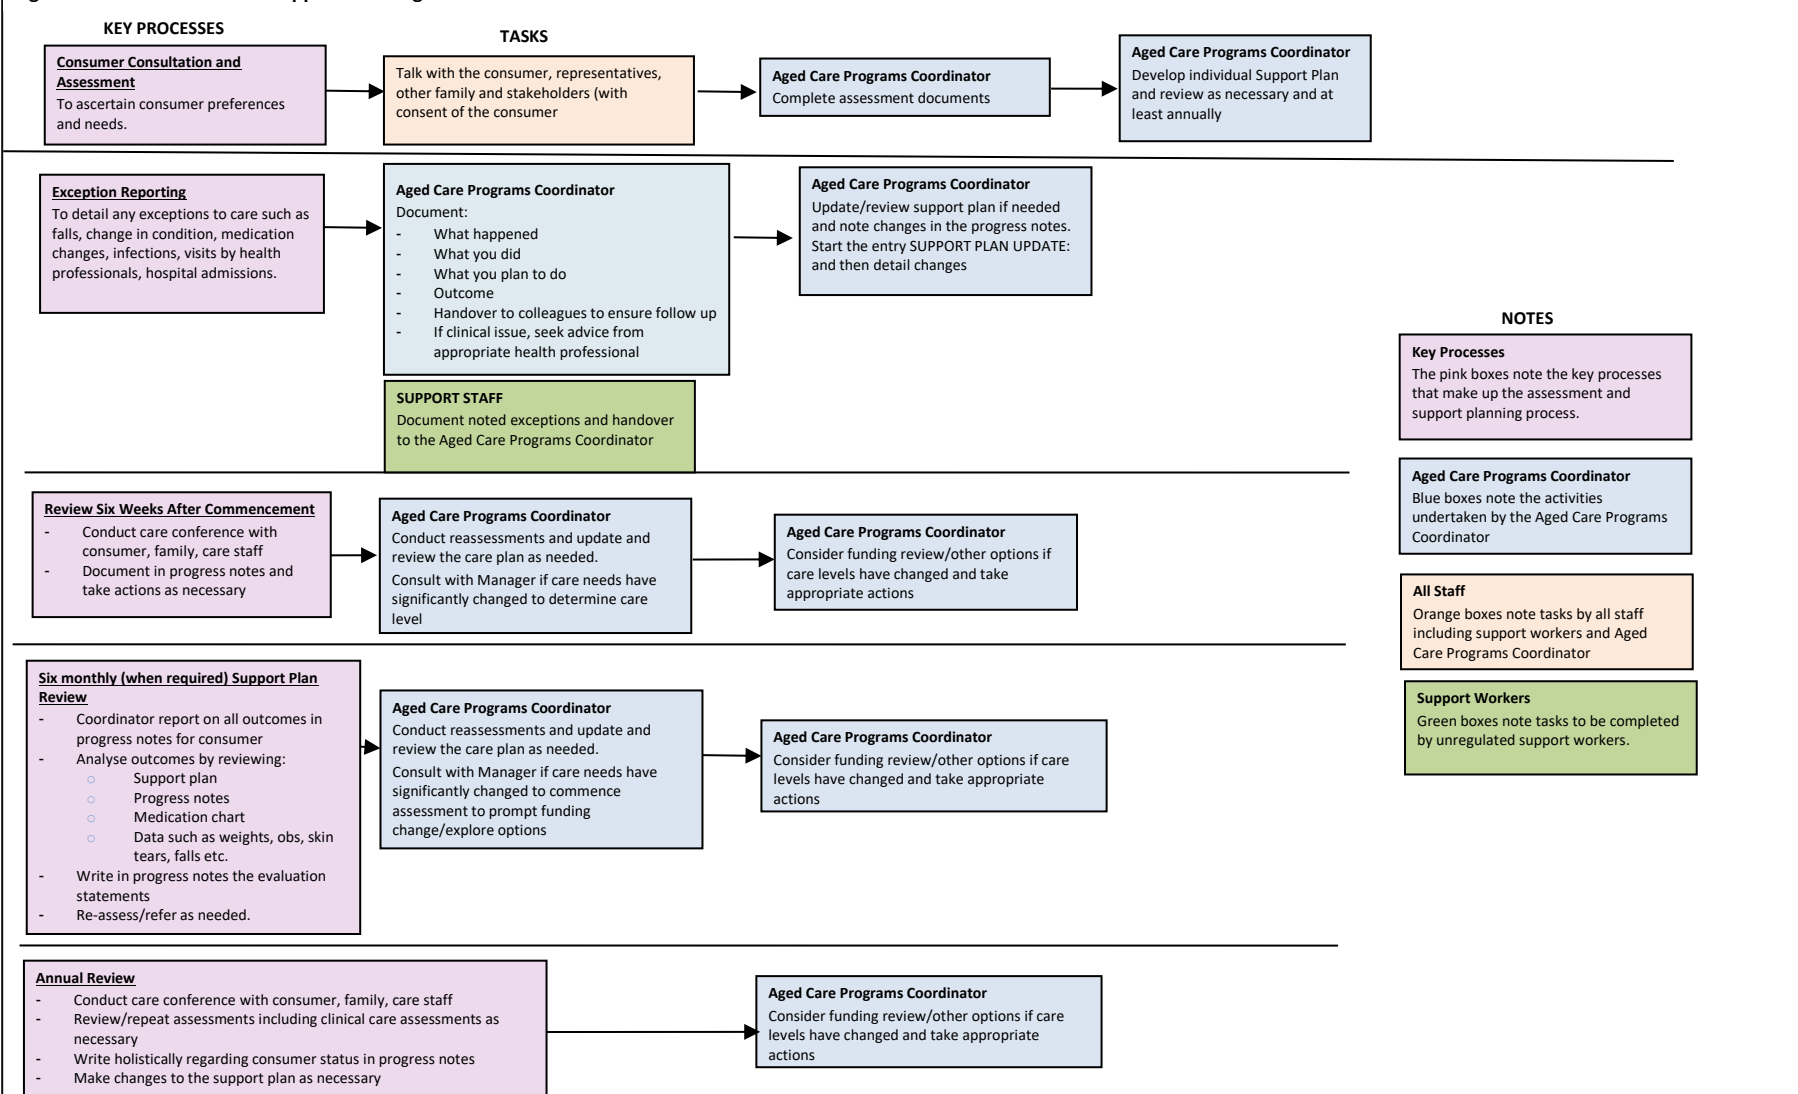 KEY PROCESSES
TASKS
Consumer Consultation and
Assessment
To ascertain consumer preferences
and needs.
Talk with the consumer, representatives,
other family and stakeholders (with
consent of the consumer
Aged Care Programs Coordinator
Complete assessment documents
Aged Care Programs Coordinator
Develop individual Support Plan
and review as necessary and at
least annually
Exception Reporting
To detail any exceptions to care such as
falls, change in condition, medication
changes, infections, visits by health
professionals, hospital admissions.
Aged Care Programs Coordinator
Document:
- What happened
- What you did
- What you plan to do
- Outcome
- Handover to colleagues to ensure follow up
- If clinical issue, seek advice from
appropriate health professional
Aged Care Programs Coordinator
Update/review support plan if needed
and note changes in the progress notes.
Start the entry SUPPORT PLAN UPDATE:
and then detail changes
SUPPORT STAFF
Document noted exceptions and handover
to the Aged Care Programs Coordinator
Review Six Weeks After Commencement
- Conduct care conference with
consumer, family, care staff
- Document in progress notes and
take actions as necessary
Aged Care Programs Coordinator
Conduct reassessments and update and
review the care plan as needed.
Consult with Manager if care needs have
significantly changed to determine care
level
Aged Care Programs Coordinator
Consider funding review/other options if
care levels have changed and take
appropriate actions
Six monthly (when required) Support Plan
Review
- Coordinator report on all outcomes in
progress notes for consumer
- Analyse outcomes by reviewing:
o Support plan
o Progress notes
o Medication chart
o Data such as weights, obs, skin
tears, falls etc.
- Write in progress notes the evaluation
statements
- Re-assess/refer as needed.
Aged Care Programs Coordinator
Conduct reassessments and update and
review the care plan as needed.
Consult with Manager if care needs have
significantly changed to commence
assessment to prompt funding
change/explore options
Aged Care Programs Coordinator
Consider funding review/other options if care
levels have changed and take appropriate
actions
Annual Review
- Conduct care conference with consumer, family, care staff
- Review/repeat assessments including clinical care assessments as
necessary
- Write holistically regarding consumer status in progress notes
- Make changes to the support plan as necessary
Aged Care Programs Coordinator
Consider funding review/other options if care
levels have changed and take appropriate
actions
NOTES
Key Processes
The pink boxes note the key processes
that make up the assessment and
support planning process.
Aged Care Programs Coordinator
Blue boxes note the activities
undertaken by the Aged Care Programs
Coordinator
All Staff
Orange boxes note tasks by all staff
including support workers and Aged
Care Programs Coordinator
Support Workers
Green boxes note tasks to be completed
by unregulated support workers.